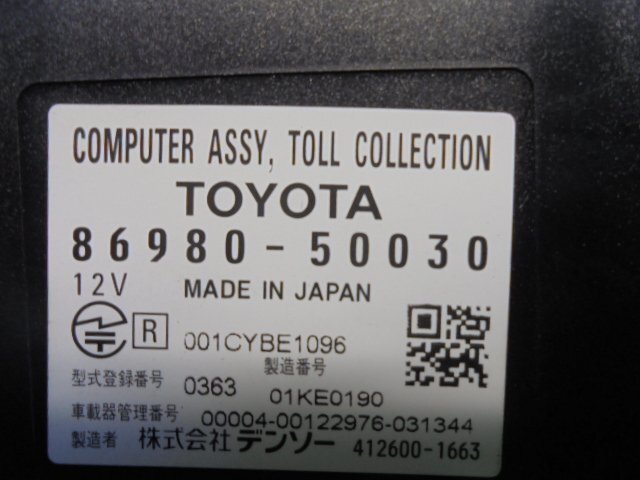 COMPUTER ASSY, TOLL COLLECTION
TOYOTA
86980-50030
12V MADE IN JAPAN
R 001CYBE1096
製造番号
型式登録番号 0363 01KE0190
車載器管理番号 00004-00122976-031344
製造者 株式会社 デンソー 412600-1663